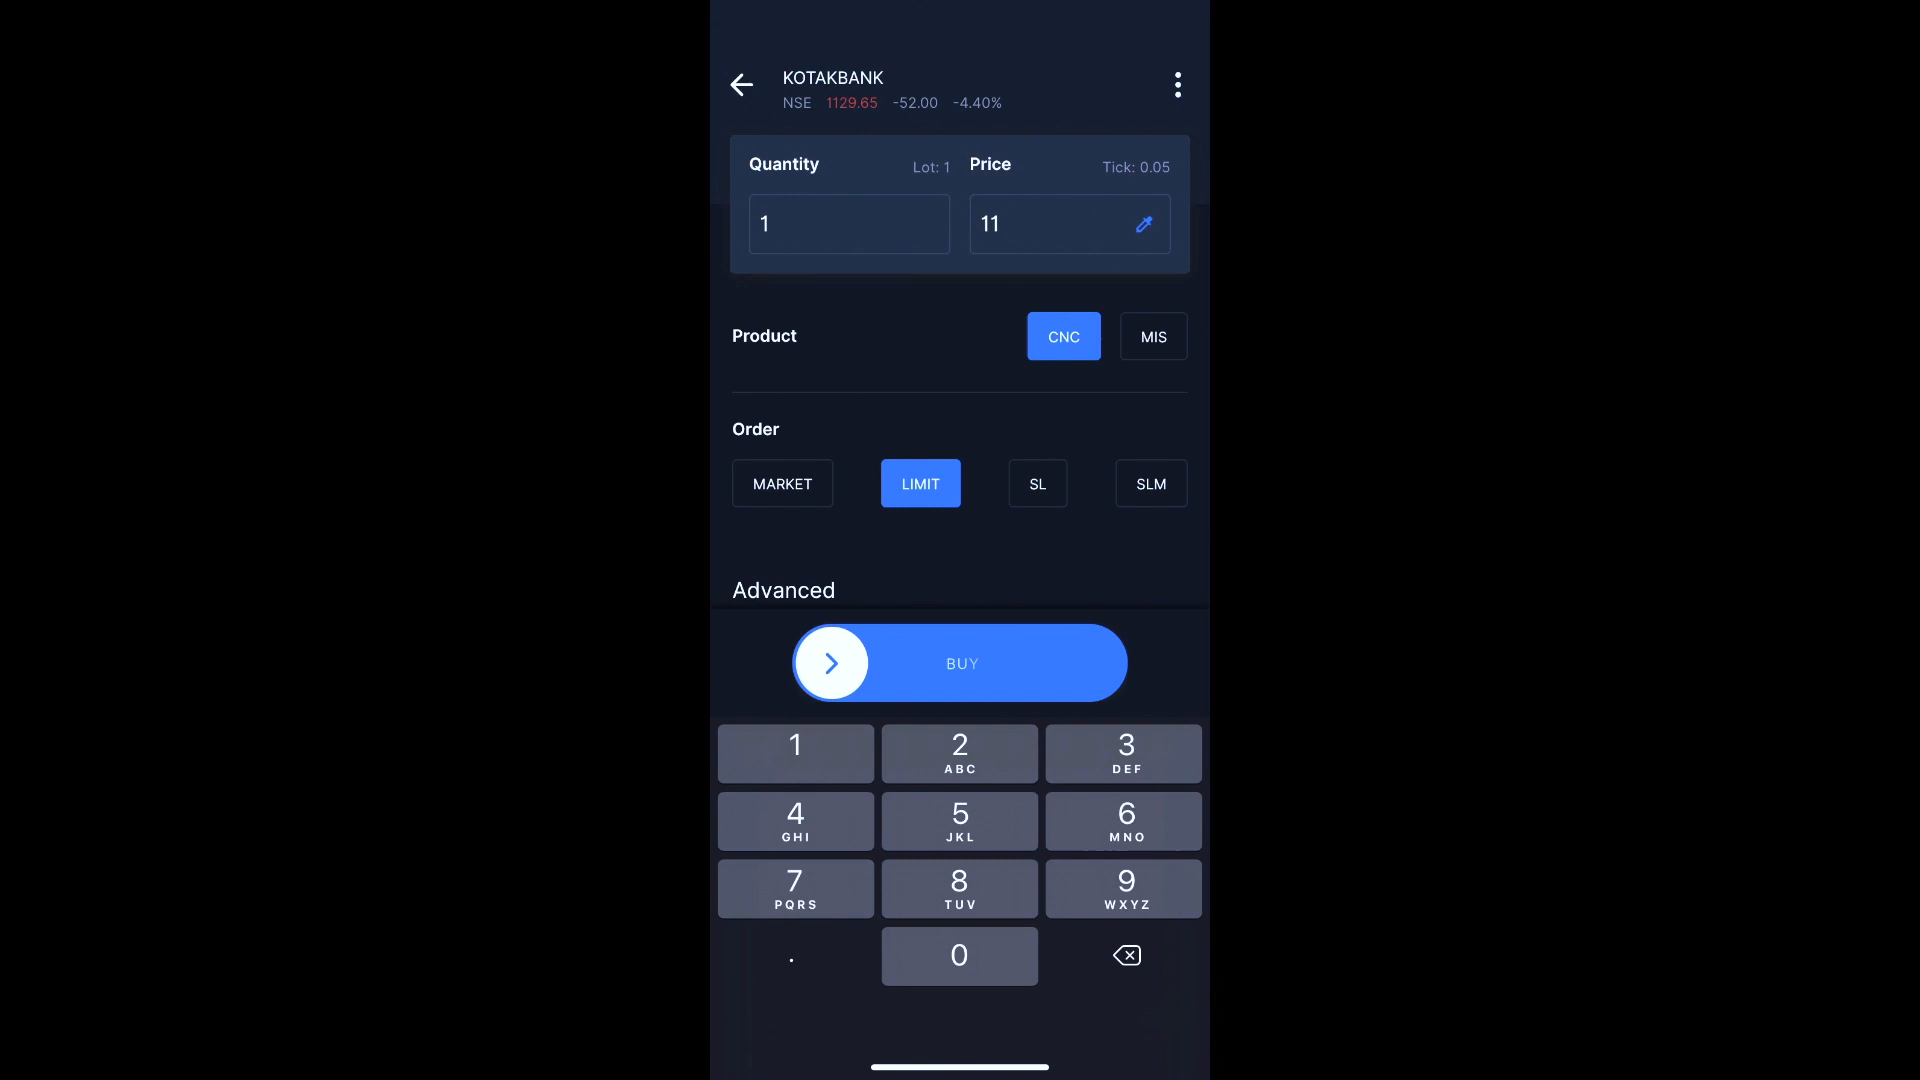 KOTAKBANK
NSE 1129.65 -52.00 -4.40%
Quantity Lot: 1 Price Tick: 0.05
1 11
Product CNC MIS
Order
MARKET LIMIT SL SLM
Advanced
BUY
1 2 3
ABC DEF
4 5 6
GHI JKL MNO
7 8 9
PQRS TUV WXYZ
. 0